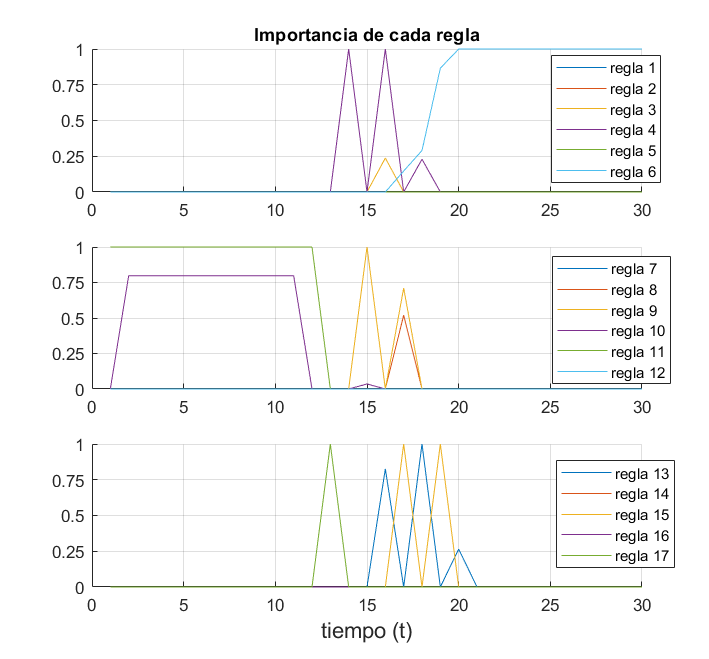 Importancia de cada regla
1
0.75
0.5
0.25
0
0 5 10 15 20 25 30
regla 1
regla 2
regla 3
regla 4
regla 5
regla 6
1
0.75
0.5
0.25
0
0 5 10 15 20 25 30
regla 7
regla 8
regla 9
regla 10
regla 11
regla 12
1
0.75
0.5
0.25
0
0 5 10 15 20 25 30
regla 13
regla 14
regla 15
regla 16
regla 17
tiempo (t)